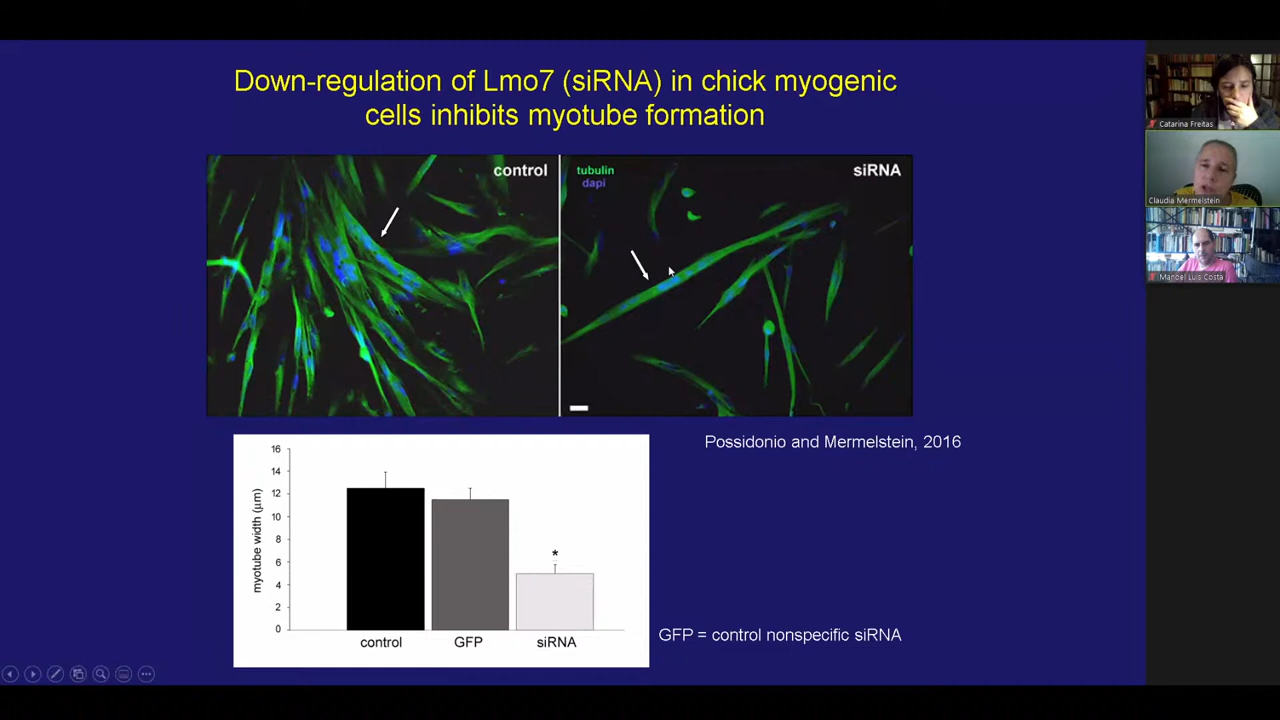 Down-regulation of Lmo7 (siRNA) in chick myogenic
cells inhibits myotube formation
control
tubulin
dapi
siRNA
Possidonio and Mermelstein, 2016
16
14
12
10
8
6
4
2
0
myotube width (µm)
*
control
GFP
siRNA
GFP = control nonspecific siRNA
Catarina Freitas
Claudia Mermelstein
Manoel Luis Costa